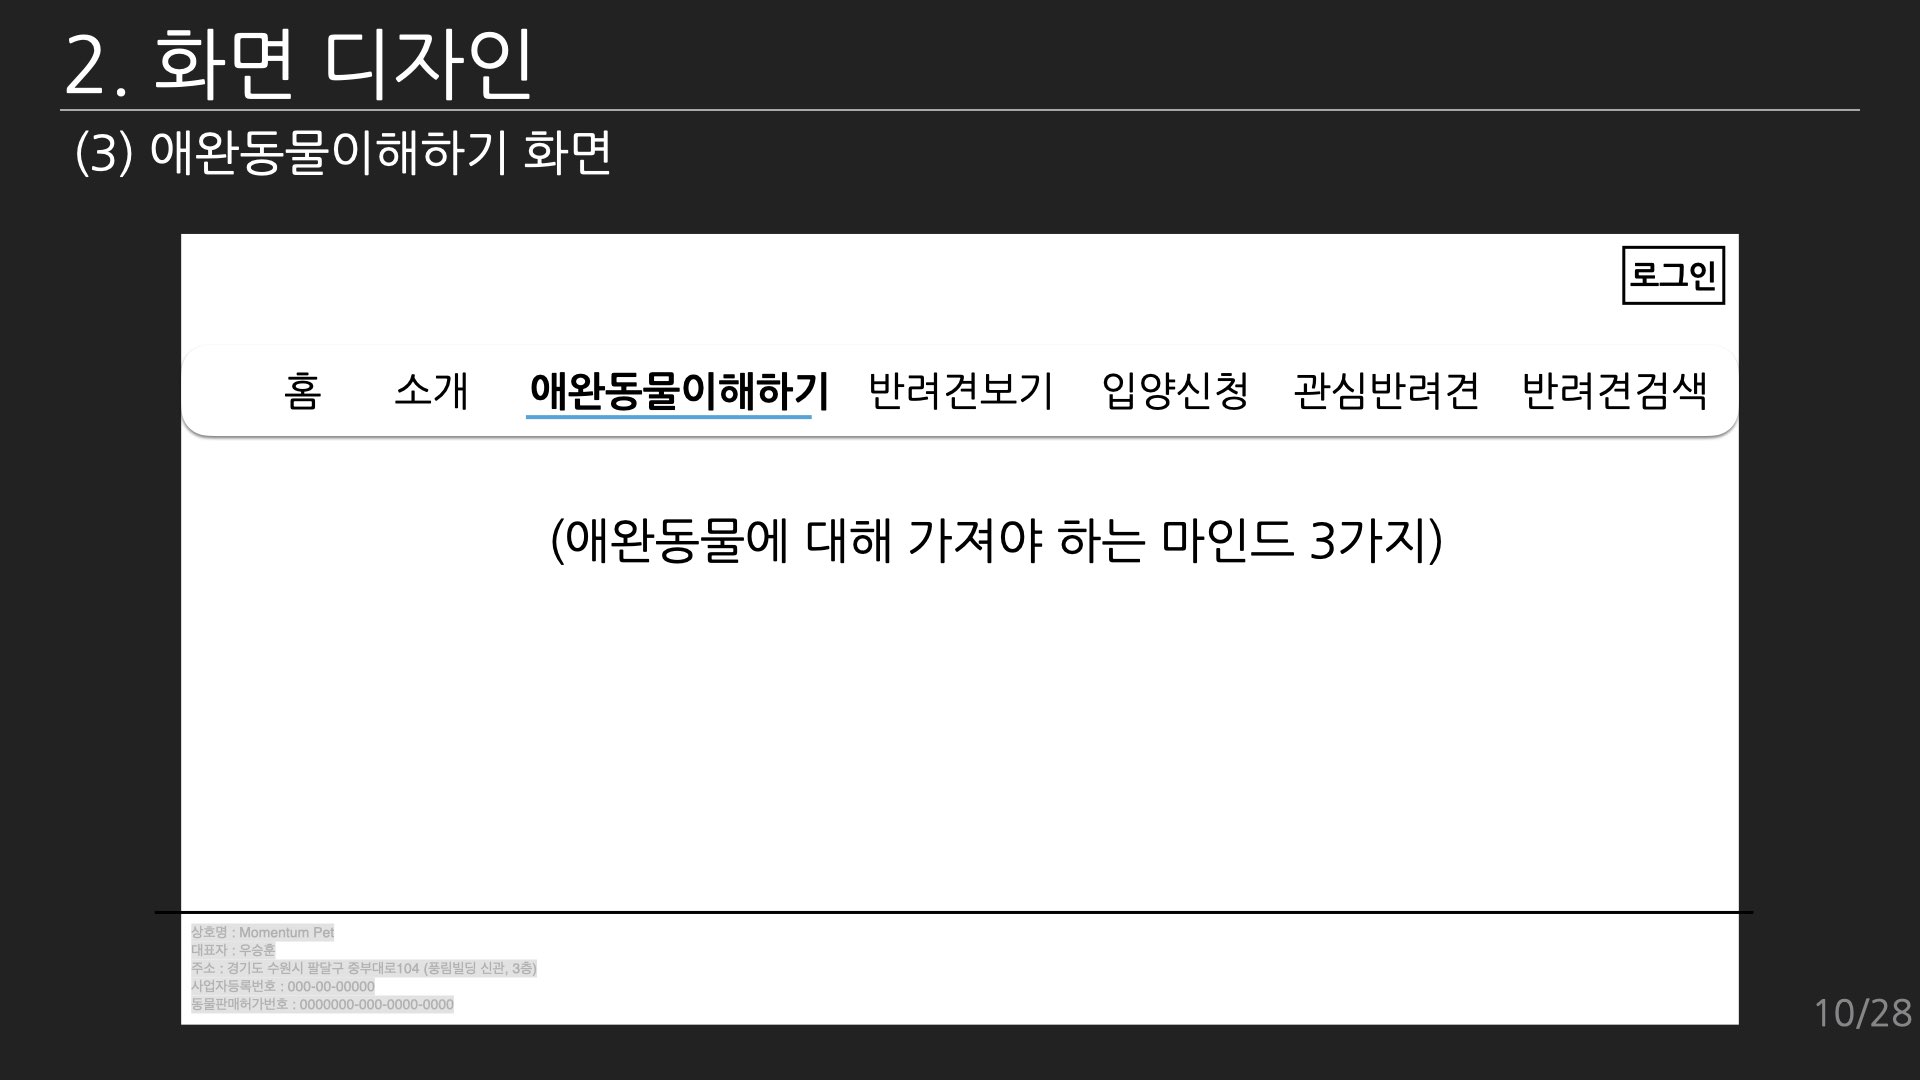 2. 화면 디자인
(3) 애완동물이해하기 화면
로그인
홈 소개 애완동물이해하기 반려견보기 입양신청 관심반려견 반려견검색
(애완동물에 대해 가져야 하는 마인드 3가지)
상호명 : Momentum Pet
대표자 : 우승훈
주소 : 경기도 수원시 팔달구 중부대로104 (풍림빌딩 신관, 3층)
사업자등록번호 : 000-00-00000
동물판매허가번호 : 0000000-000-0000-0000
10/28